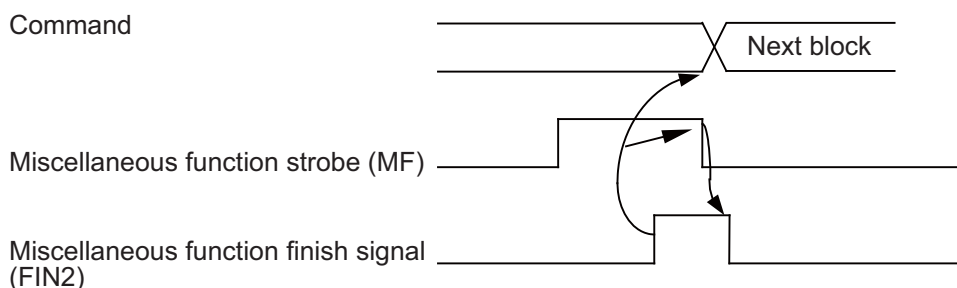 Command
Next block
Miscellaneous function strobe (MF)
Miscellaneous function finish signal
(FIN2)